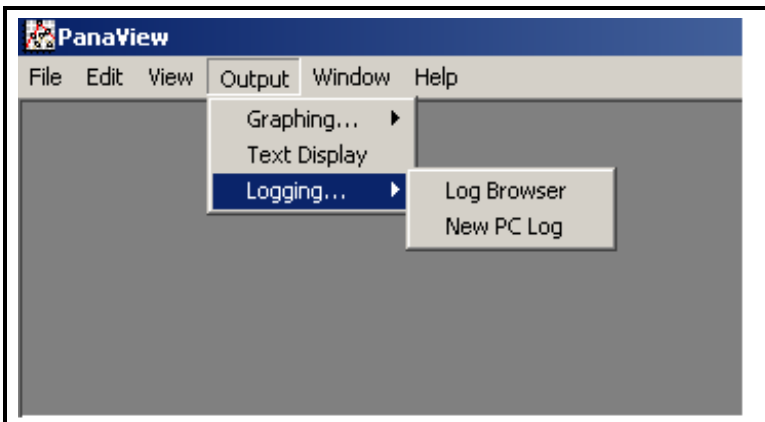 PanaView
File Edit View Output Window Help
Graphing...
Text Display
Logging...
Log Browser
New PC Log